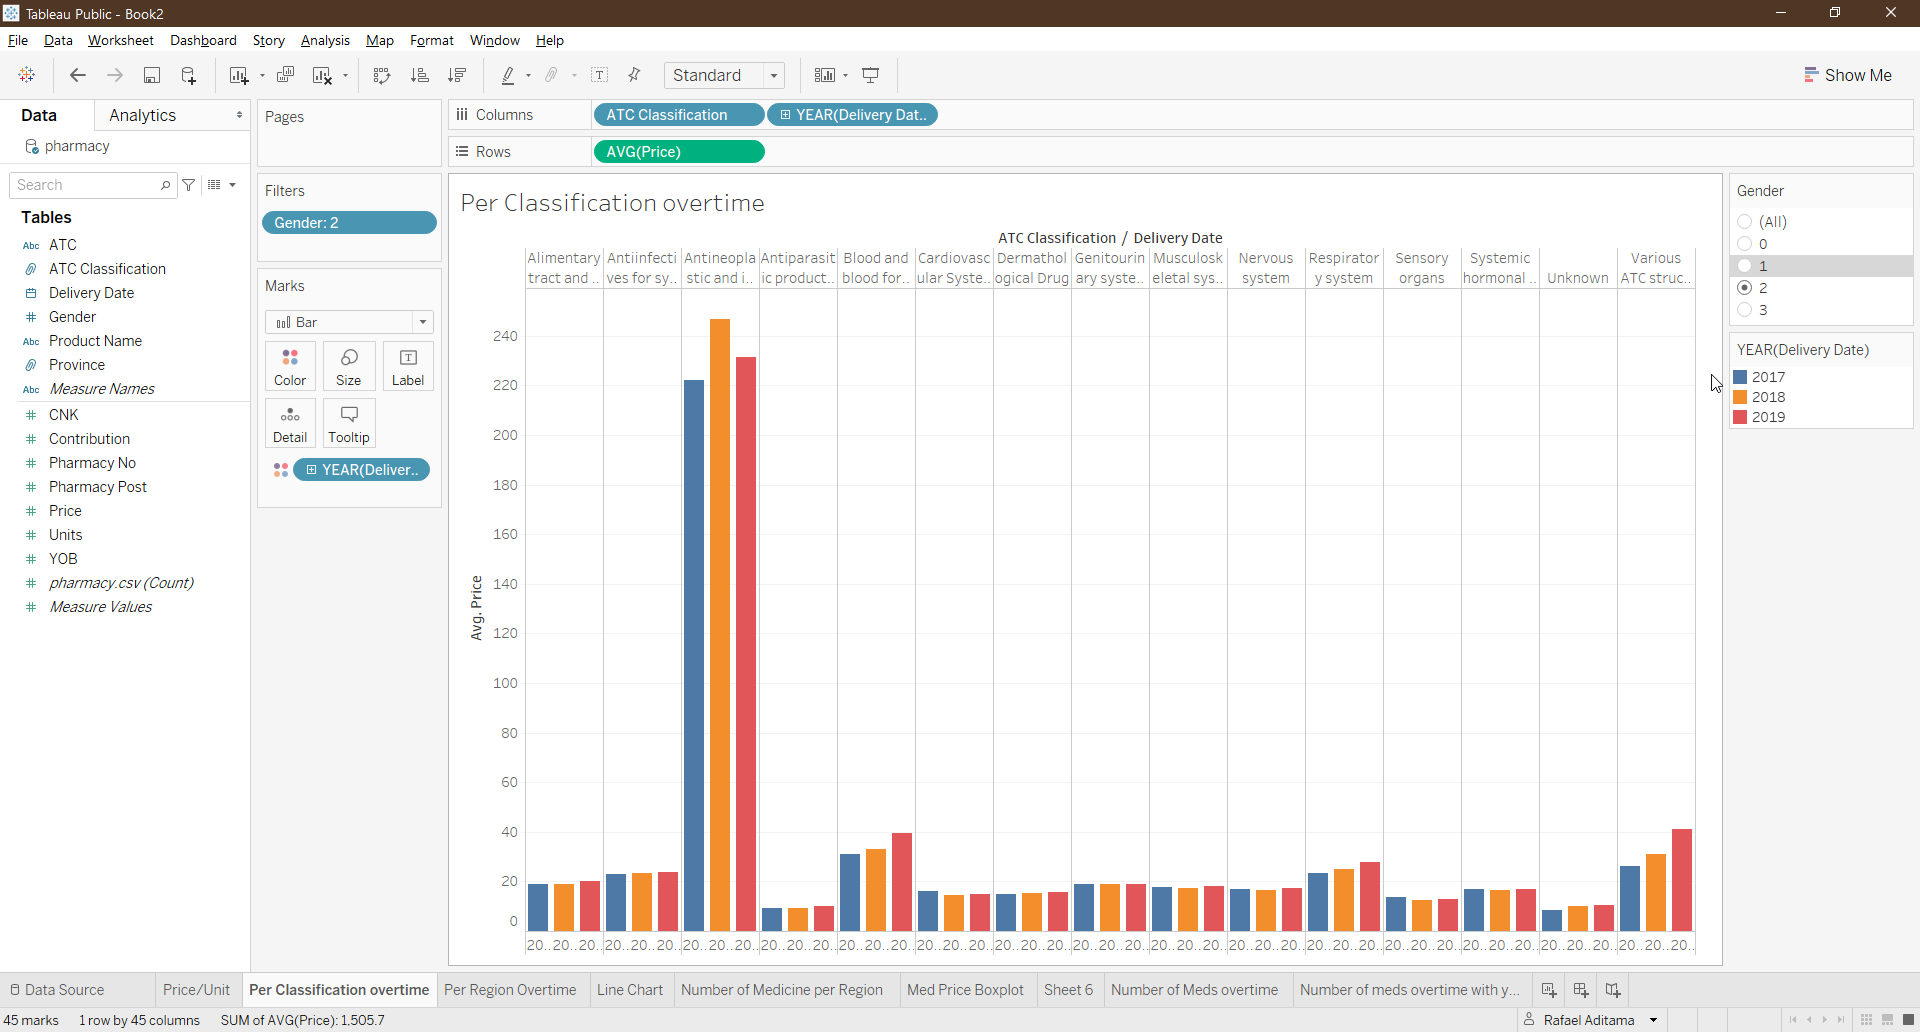 Tableau Public - Book2
File Data Worksheet Dashboard Story Analysis Map Format Window Help
Standard
Show Me
Data
Analytics
pharmacy
Search
Tables
Abc ATC
ATC Classification
Delivery Date
Gender
Abc Product Name
Province
Abc Measure Names
CNK
Contribution
Pharmacy No
Pharmacy Post
Price
Units
YOB
pharmacy.csv (Count)
Measure Values
Pages
Filters
Gender: 2
Marks
Bar
Color Size Label
Detail Tooltip
YEAR(Deliver..
Columns ATC Classification YEAR(Delivery Dat..
Rows AVG(Price)
Per Classification overtime
ATC Classification / Delivery Date
Alimentary tract and ..
Antiinfecti ves for sy..
Antineopla stic and i..
Antiparasit ic product..
Blood and blood for..
Cardiovasc ular Syste..
Dermathol ogical Drug
Genitourin ary syste..
Musculosk eletal sys..
Nervous system
Respirator y system
Sensory organs
Systemic hormonal ..
Unknown
Various ATC struc..
Avg. Price
240
220
200
180
160
140
120
100
80
60
40
20
0
20.. 20.. 20.. 20.. 20.. 20.. 20.. 20.. 20.. 20.. 20.. 20.. 20.. 20.. 20.. 20.. 20.. 20.. 20.. 20.. 20.. 20.. 20.. 20.. 20.. 20.. 20.. 20.. 20.. 20.. 20.. 20.. 20.. 20.. 20.. 20.. 20.. 20.. 20.. 20.. 20.. 20.. 20.. 20.. 20..
Gender
(All)
0
1
2
3
YEAR(Delivery Date)
2017
2018
2019
Data Source Price/Unit Per Classification overtime Per Region Overtime Line Chart Number of Medicine per Region Med Price Boxplot Sheet 6 Number of Meds overtime Number of meds overtime with y...
45 marks 1 row by 45 columns SUM of AVG(Price): 1,505.7
Rafael Aditama